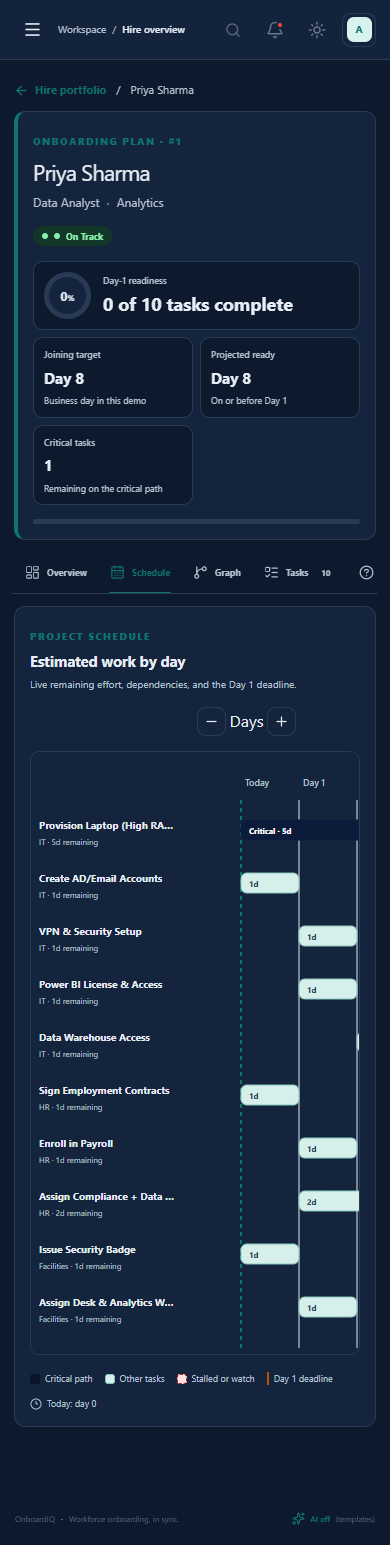 Workspace / Hire overview
A
Hire portfolio / Priya Sharma
ONBOARDING PLAN · #1
Priya Sharma
Data Analyst · Analytics
On Track
0%
Day-1 readiness
0 of 10 tasks complete
Joining target
Day 8
Business day in this demo
Projected ready
Day 8
On or before Day 1
Critical tasks
1
Remaining on the critical path
Overview
Schedule
Graph
Tasks 10
PROJECT SCHEDULE
Estimated work by day
Live remaining effort, dependencies, and the Day 1 deadline.
− Days +
Today Day 1
Provision Laptop (High RA...
IT · 5d remaining
Critical · 5d
Create AD/Email Accounts
IT · 1d remaining
1d
VPN & Security Setup
IT · 1d remaining
1d
Power BI License & Access
IT · 1d remaining
1d
Data Warehouse Access
IT · 1d remaining
Sign Employment Contracts
HR · 1d remaining
1d
Enroll in Payroll
HR · 1d remaining
1d
Assign Compliance + Data ...
HR · 2d remaining
2d
Issue Security Badge
Facilities · 1d remaining
1d
Assign Desk & Analytics W...
Facilities · 1d remaining
1d
Critical path
Other tasks
Stalled or watch
Day 1 deadline
Today: day 0
OnboardIQ · Workforce onboarding, in sync.
AI off (templates)